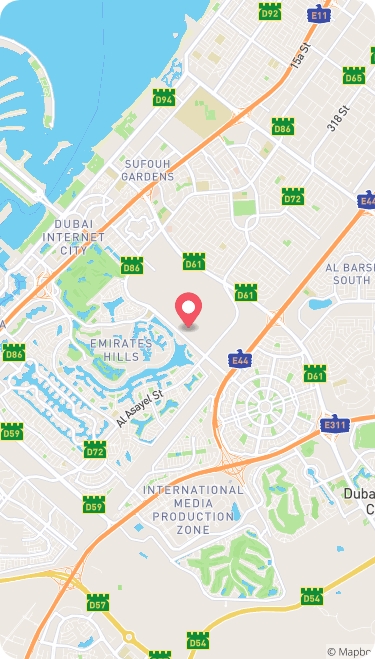 D92
E11
15a St
D65
D94
318 St
D86
SUFOUH
GARDENS
D72
E44
DUBAI
INTERNET
CITY
D61
D86
AL BARSH
SOUTH
D61
A
EMIRATES
HILLS
D86
E44
D61
Al Asayel St
E311
D59
D72
INTERNATIONAL
MEDIA
PRODUCTION
ZONE
Duba
C
D59
D57
D54
D54
© Mapbo